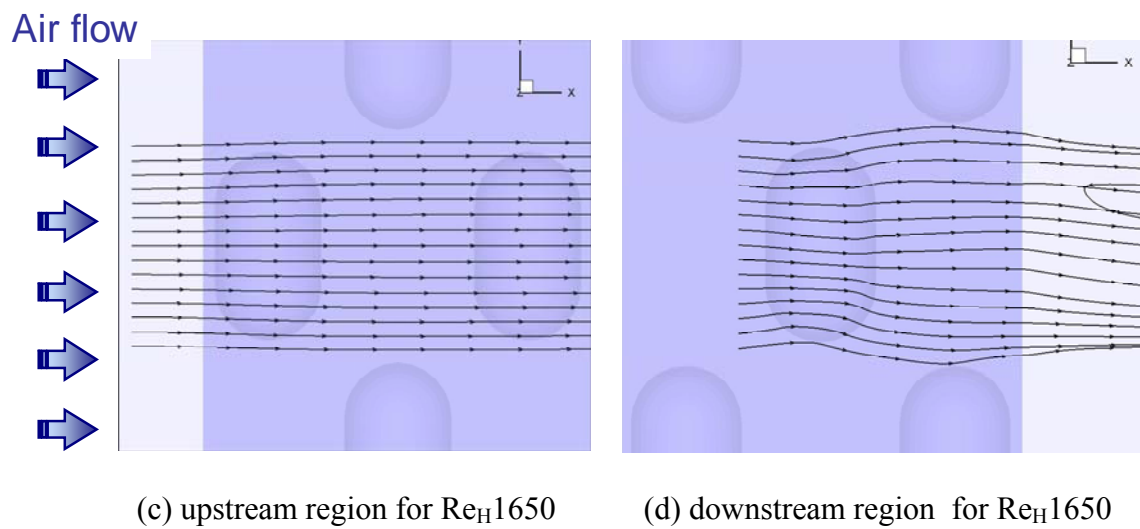 Air flow
z x
z x
(c) upstream region for ReH1650
(d) downstream region for ReH1650